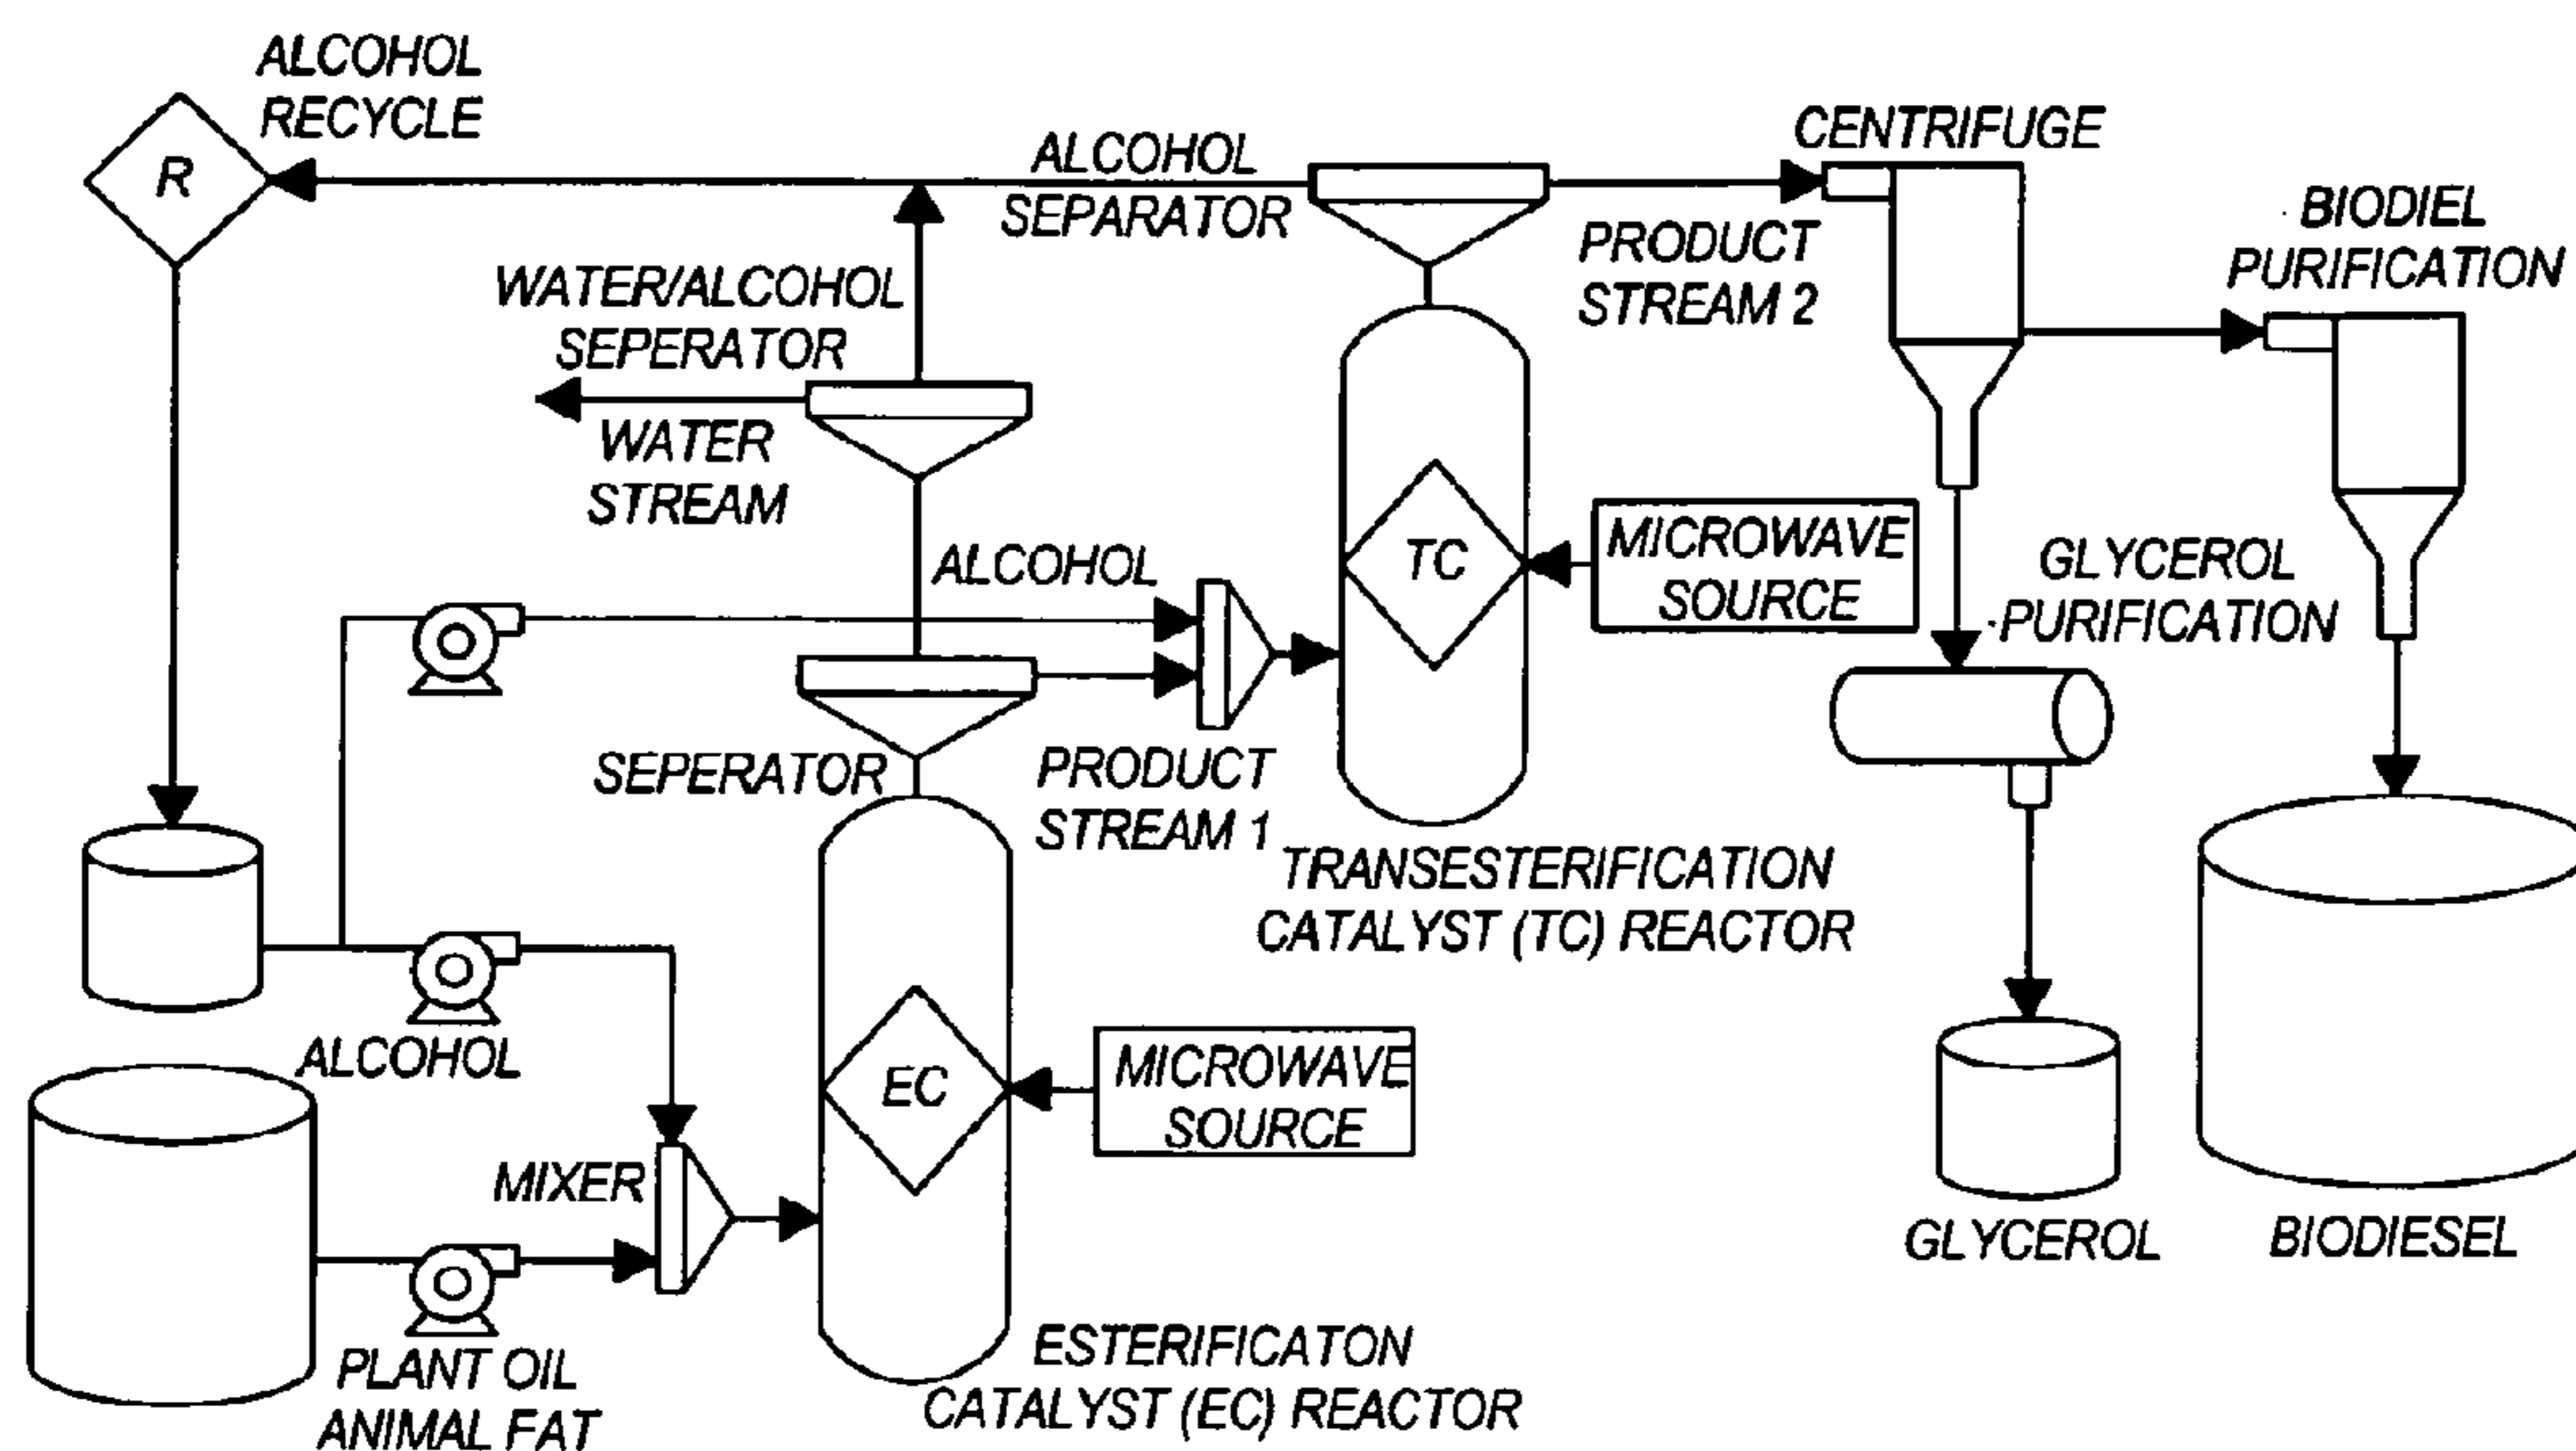 ALCOHOL
RECYCLE
R
ALCOHOL
SEPARATOR
CENTRIFUGE
PRODUCT
STREAM 2
BIODIEL
PURIFICATION
WATER/ALCOHOL
SEPERATOR
WATER
STREAM
ALCOHOL
TC
MICROWAVE
SOURCE
GLYCEROL
PURIFICATION
SEPERATOR
PRODUCT
STREAM 1
TRANSESTERIFICATION
CATALYST (TC) REACTOR
ALCOHOL
EC
MICROWAVE
SOURCE
MIXER
GLYCEROL
BIODIESEL
PLANT OIL
ANIMAL FAT
ESTERIFICATON
CATALYST (EC) REACTOR